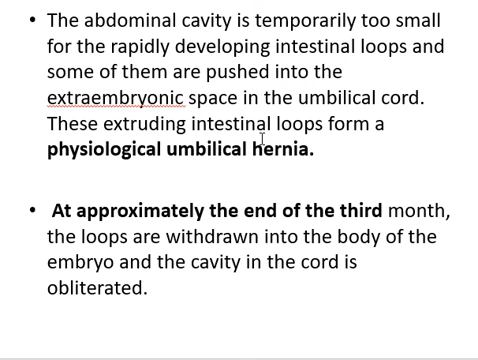 • The abdominal cavity is temporarily too small
for the rapidly developing intestinal loops and
some of them are pushed into the
extraembryonic space in the umbilical cord.
These extruding intestinal loops form a
physiological umbilical hernia.
• At approximately the end of the third month,
the loops are withdrawn into the body of the
embryo and the cavity in the cord is
obliterated.